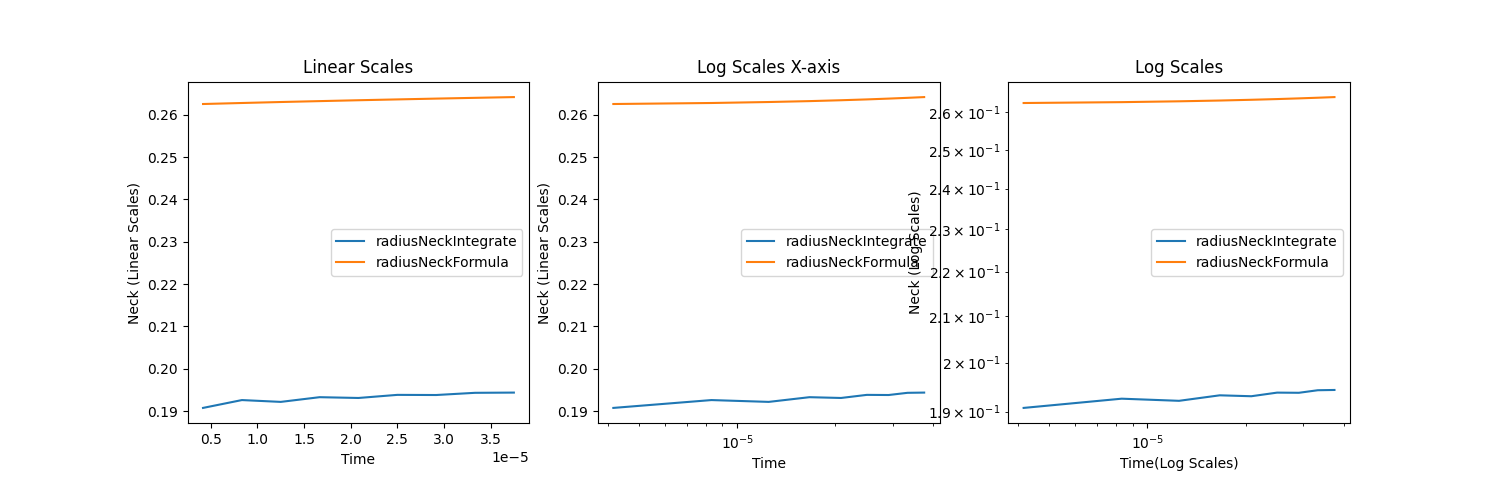 Linear Scales
Neck (Linear Scales)
0.26
0.25
0.24
0.23
0.22
0.21
0.20
0.19
radiusNeckIntegrate
radiusNeckFormula
0.5 1.0 1.5 2.0 2.5 3.0 3.5
1e−5
Time
Log Scales X-axis
Neck (Linear Scales)
0.26
0.25
0.24
0.23
0.22
0.21
0.20
0.19
radiusNeckIntegrate
radiusNeckFormula
10⁻⁵
Time
Log Scales
Neck (Log Scales)
2.6 × 10⁻¹
2.5 × 10⁻¹
2.4 × 10⁻¹
2.3 × 10⁻¹
2.2 × 10⁻¹
2.1 × 10⁻¹
2 × 10⁻¹
1.9 × 10⁻¹
radiusNeckIntegrate
radiusNeckFormula
10⁻⁵
Time(Log Scales)